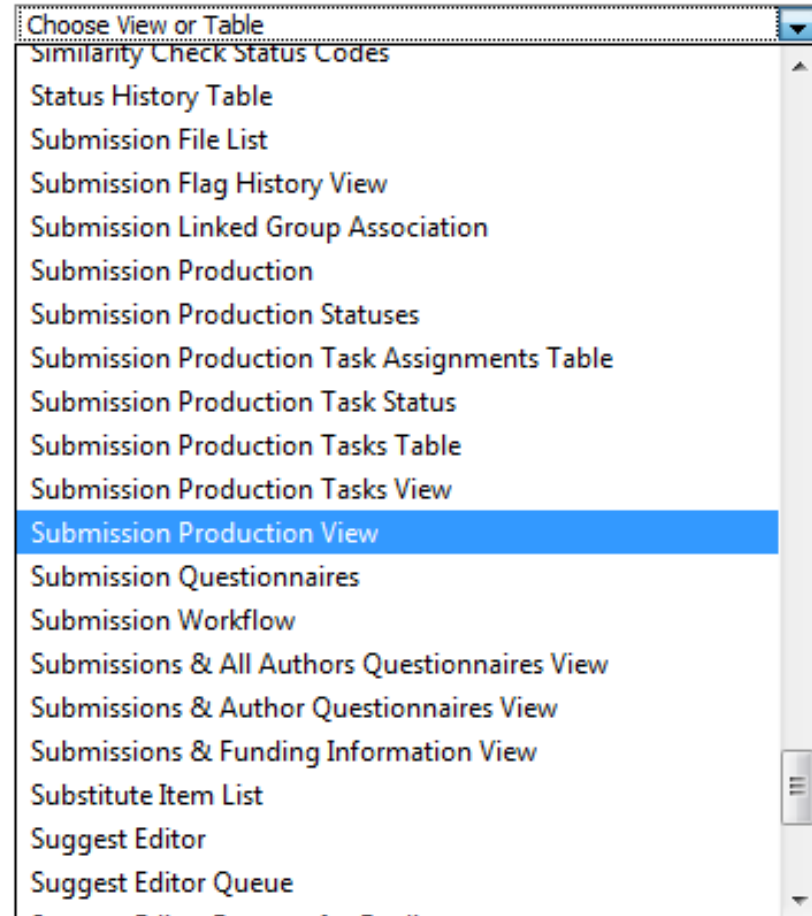 Choose View or Table
Similarity Check Status Codes
Status History Table
Submission File List
Submission Flag History View
Submission Linked Group Association
Submission Production
Submission Production Statuses
Submission Production Task Assignments Table
Submission Production Task Status
Submission Production Tasks Table
Submission Production Tasks View
Submission Production View
Submission Questionnaires
Submission Workflow
Submissions & All Authors Questionnaires View
Submissions & Author Questionnaires View
Submissions & Funding Information View
Substitute Item List
Suggest Editor
Suggest Editor Queue